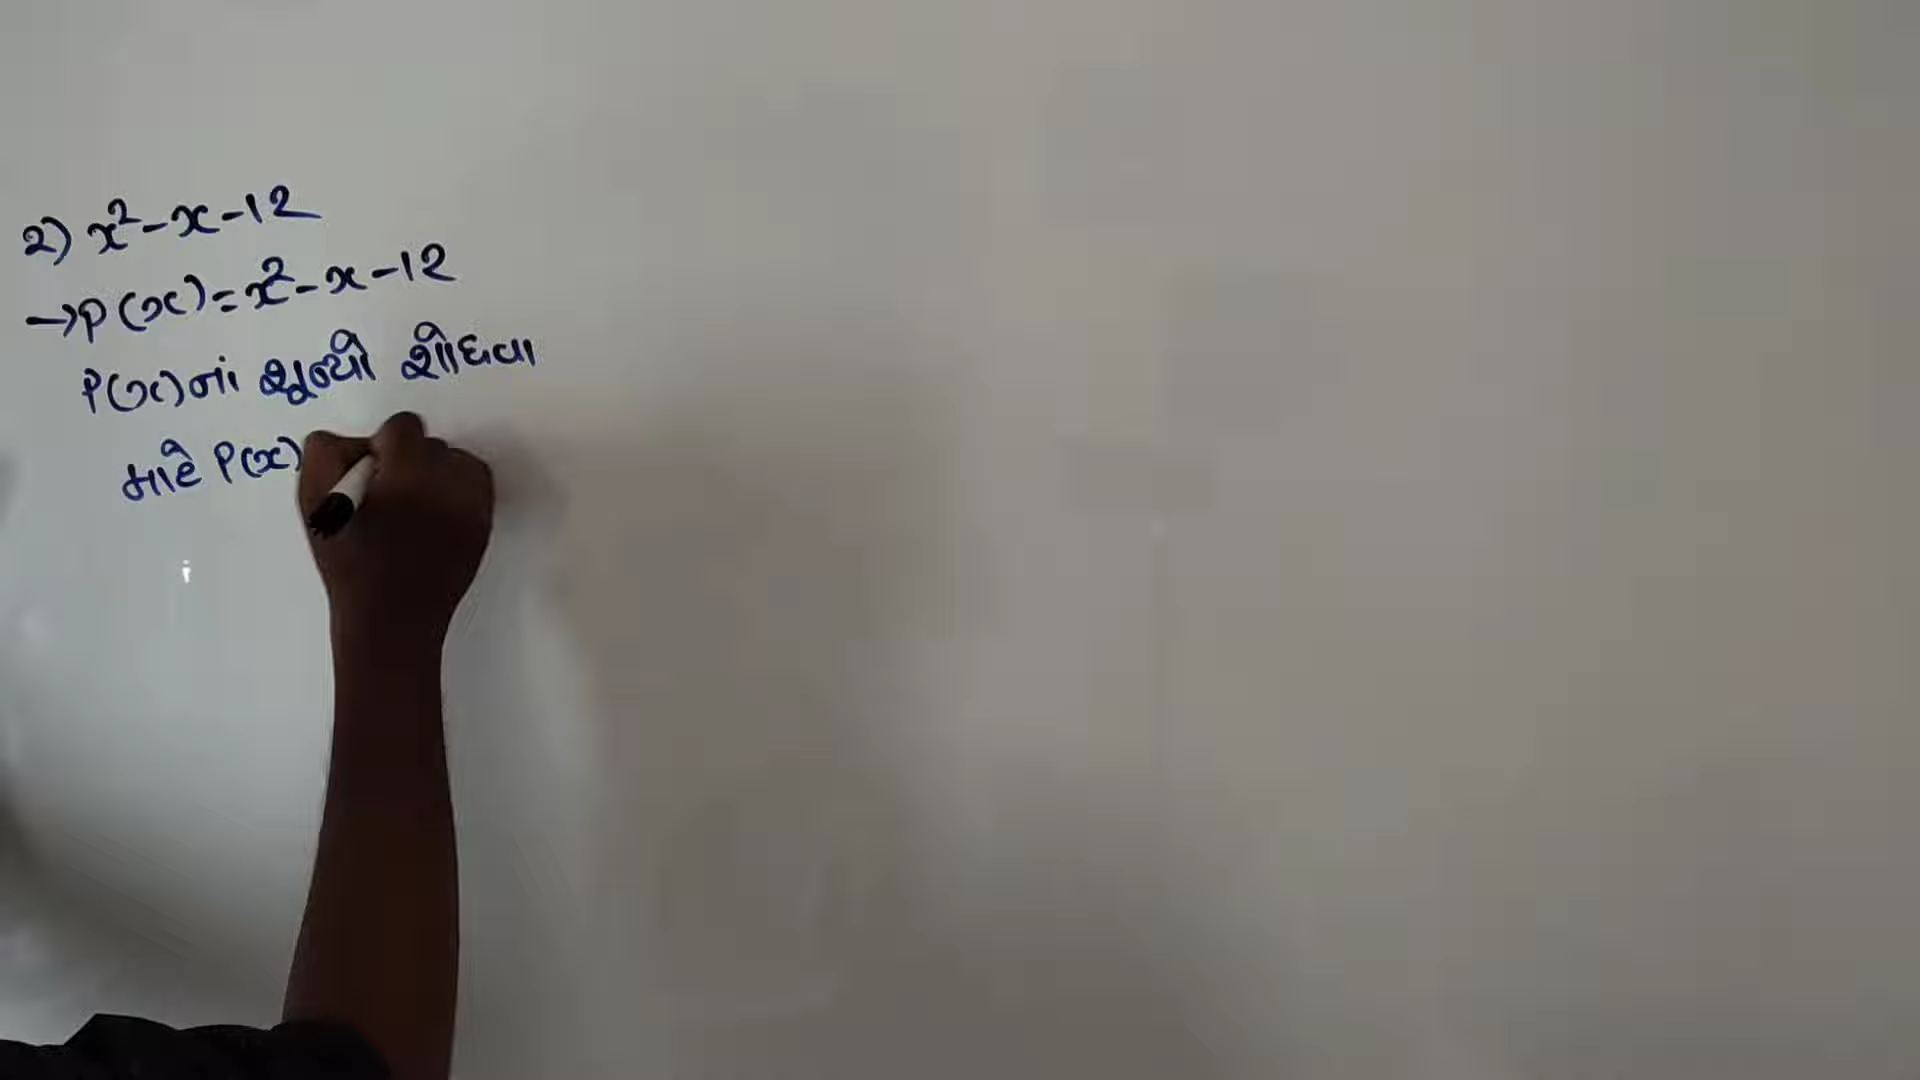 2) x²-x-12
→P(x)=x²-x-12
P(x)નાં શૂન્યો શોધવા
માટે P(x)